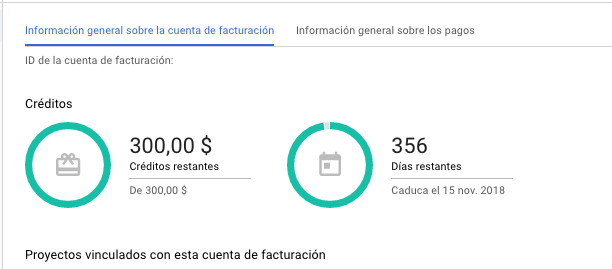 Información general sobre la cuenta de facturación
Información general sobre los pagos
ID de la cuenta de facturación:
Créditos
300,00 $
Créditos restantes
De 300,00 $
356
Días restantes
Caduca el 15 nov. 2018
Proyectos vinculados con esta cuenta de facturación